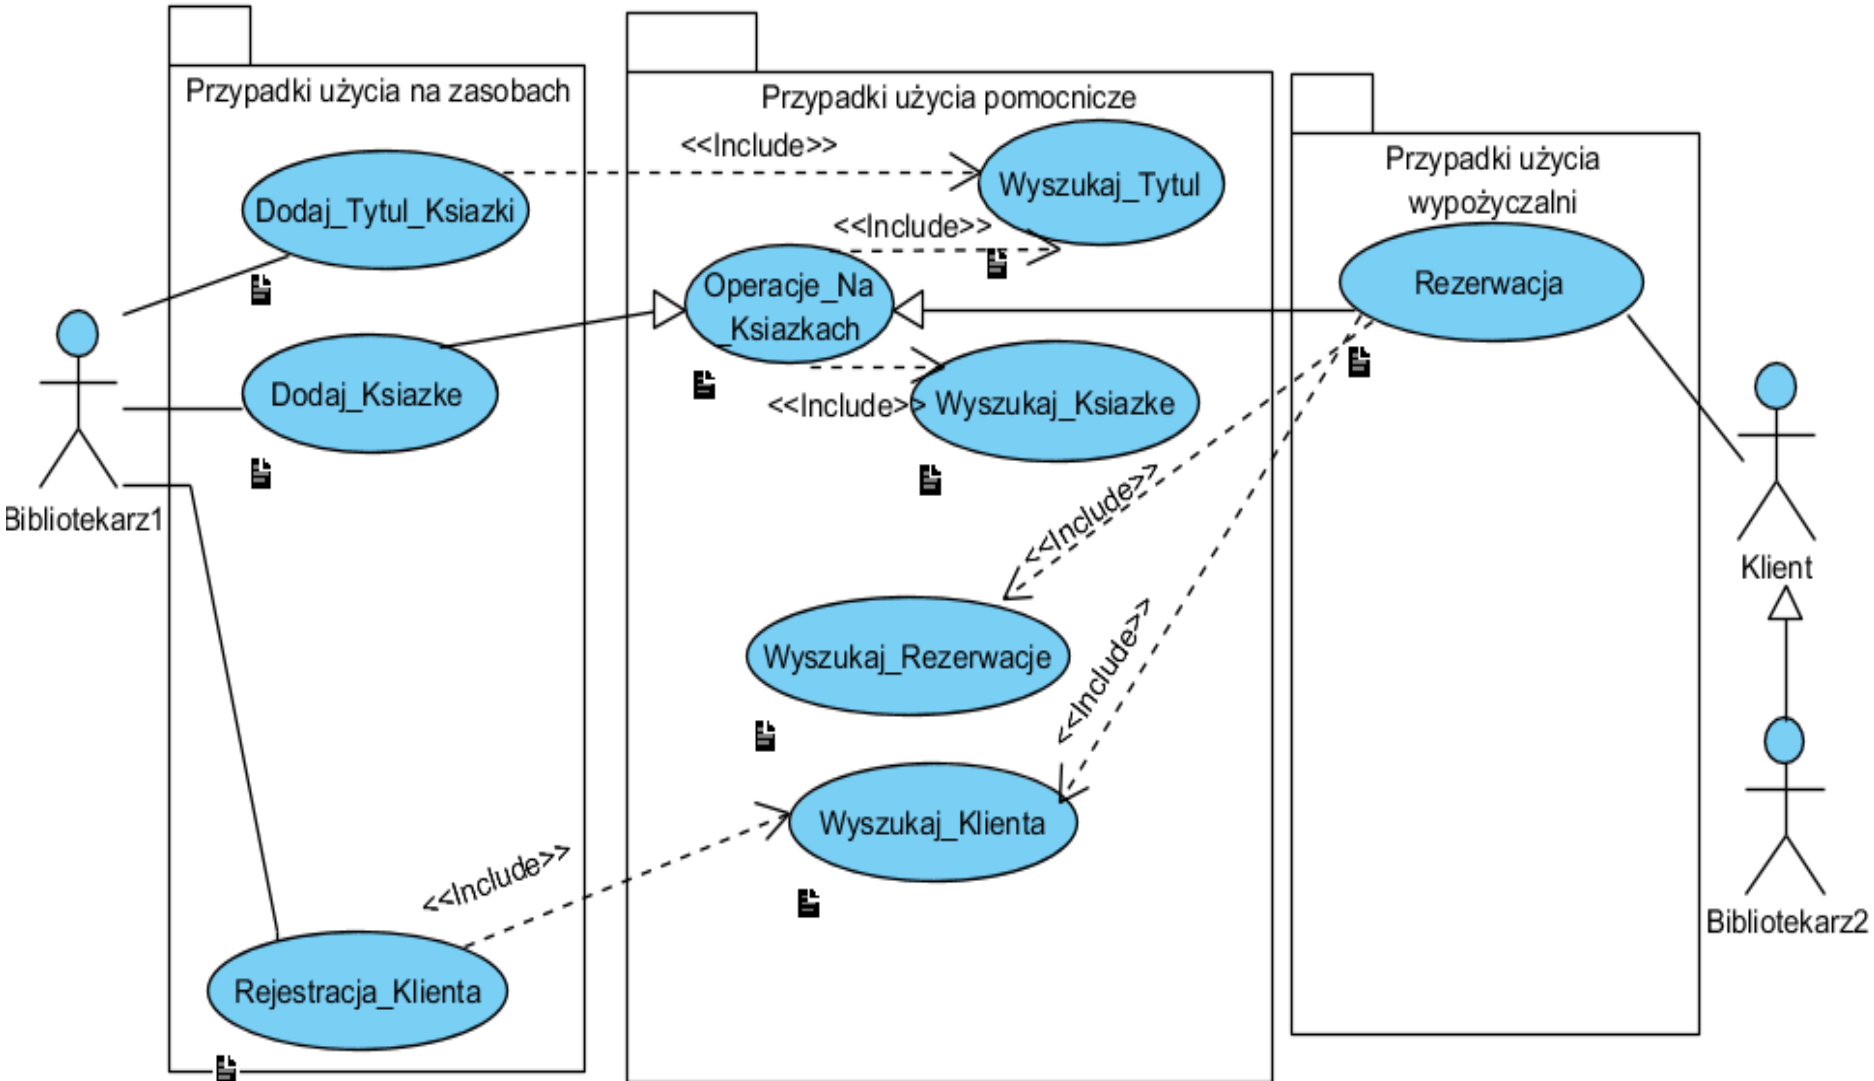 Przypadki użycia na zasobach
Dodaj_Tytul_Ksiazki
Dodaj_Ksiazke
Bibliotekarz1
<<Include>>
Rejestracja_Klienta
Przypadki użycia pomocnicze
<<Include>>
Wyszukaj_Tytul
<<Include>>
Operacje_Na
_Ksiazkach
<<Include>>
Wyszukaj_Ksiazke
<<Include>>
Wyszukaj_Rezerwacje
<<Include>>
Wyszukaj_Klienta
Przypadki użycia
wypożyczalni
Rezerwacja
Klient
Bibliotekarz2